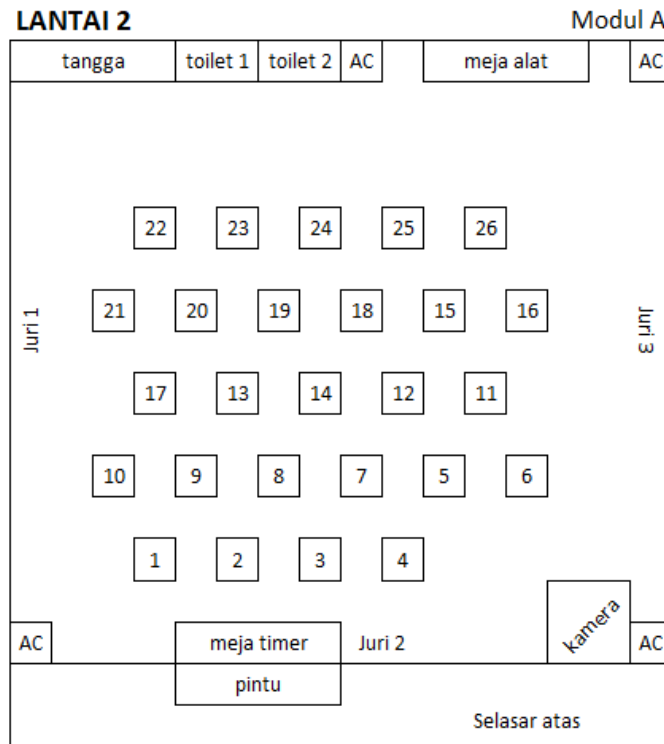 LANTAI 2 Modul A
tangga toilet 1 toilet 2 AC meja alat AC
22 23 24 25 26
21 20 19 18 15 16
Juri 1
Juri 3
17 13 14 12 11
10 9 8 7 5 6
1 2 3 4
kamera
AC meja timer Juri 2 AC
pintu
Selasar atas